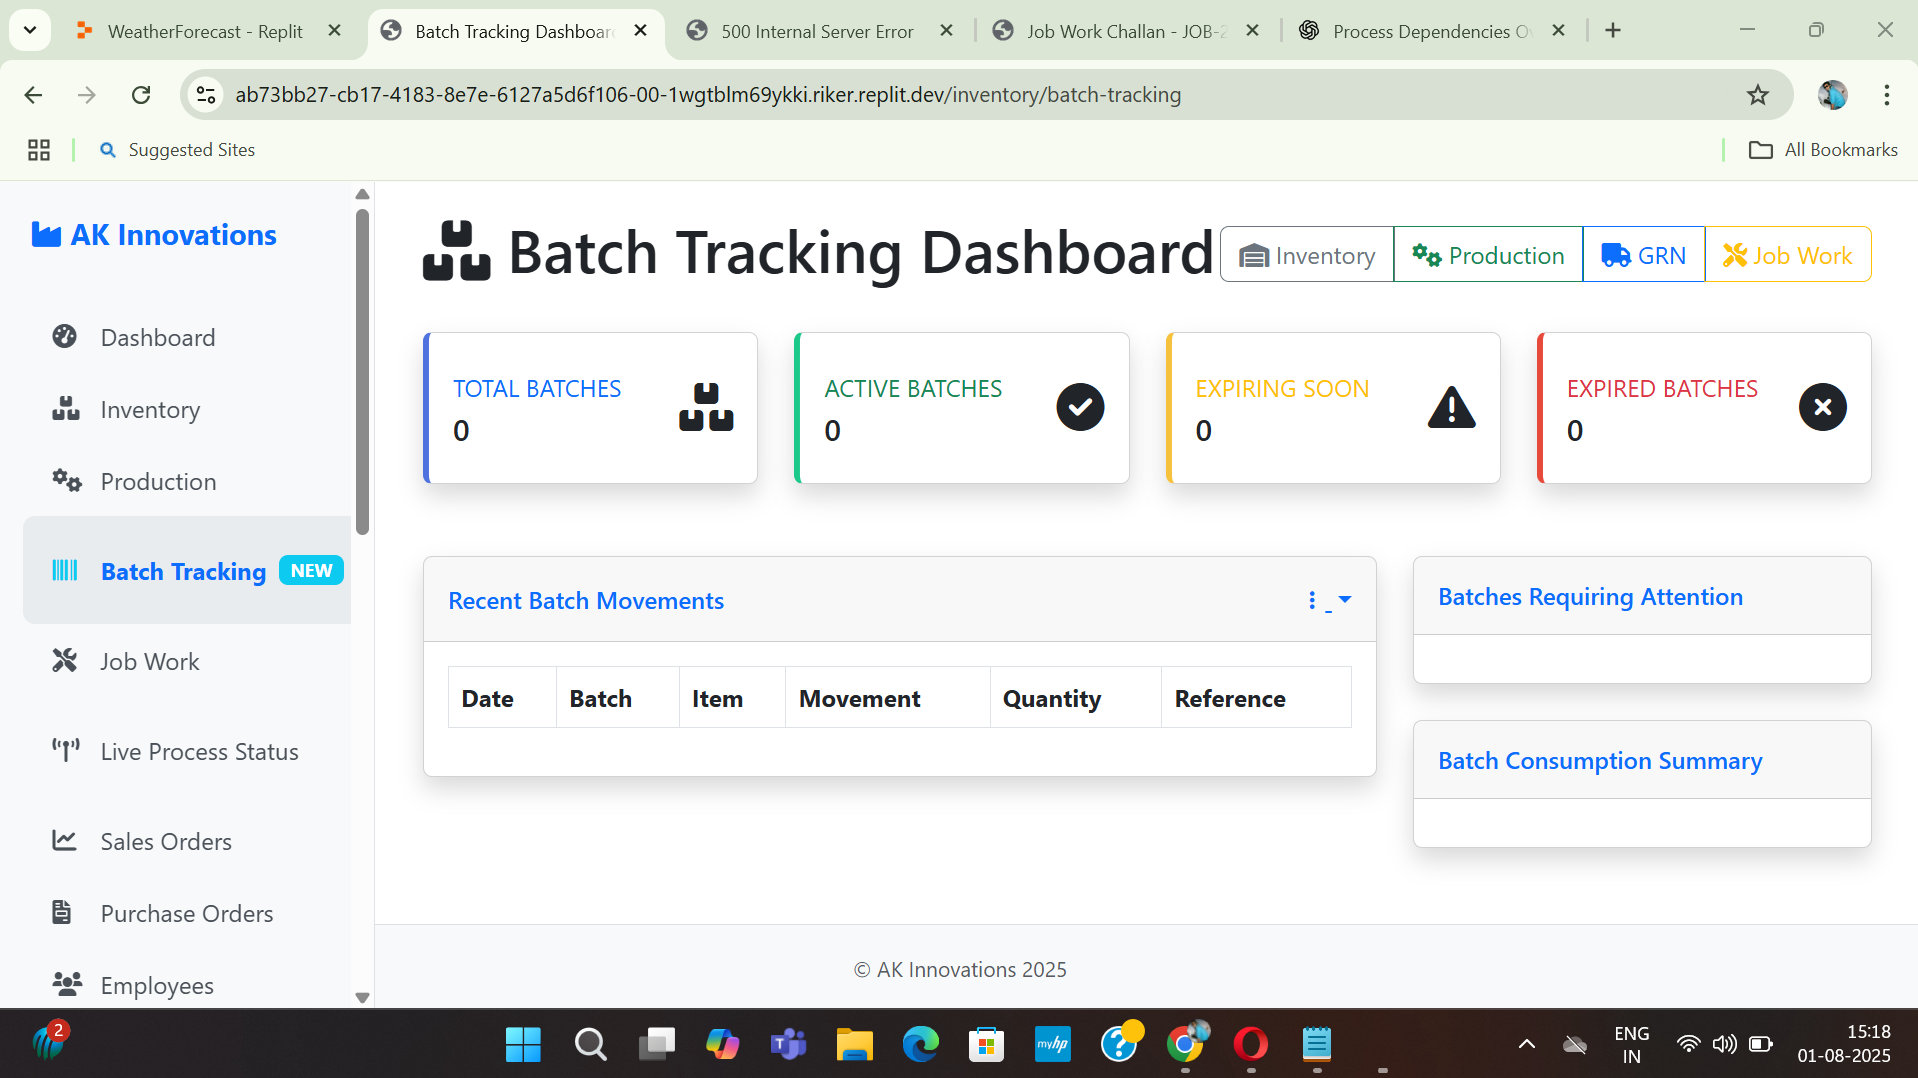 WeatherForecast - Replit
Batch Tracking Dashboar
500 Internal Server Error
Job Work Challan - JOB-2
Process Dependencies Ov
ab73bb27-cb17-4183-8e7e-6127a5d6f106-00-1wgtblm69ykki.riker.replit.dev/inventory/batch-tracking
Suggested Sites
All Bookmarks
AK Innovations
Dashboard
Inventory
Production
Batch Tracking NEW
Job Work
Live Process Status
Sales Orders
Purchase Orders
Employees
Batch Tracking Dashboard
Inventory
Production
GRN
Job Work
TOTAL BATCHES
0
ACTIVE BATCHES
0
EXPIRING SOON
0
EXPIRED BATCHES
0
Recent Batch Movements
Date Batch Item Movement Quantity Reference
Batches Requiring Attention
Batch Consumption Summary
© AK Innovations 2025
2
myhp
ENG
IN
15:18
01-08-2025